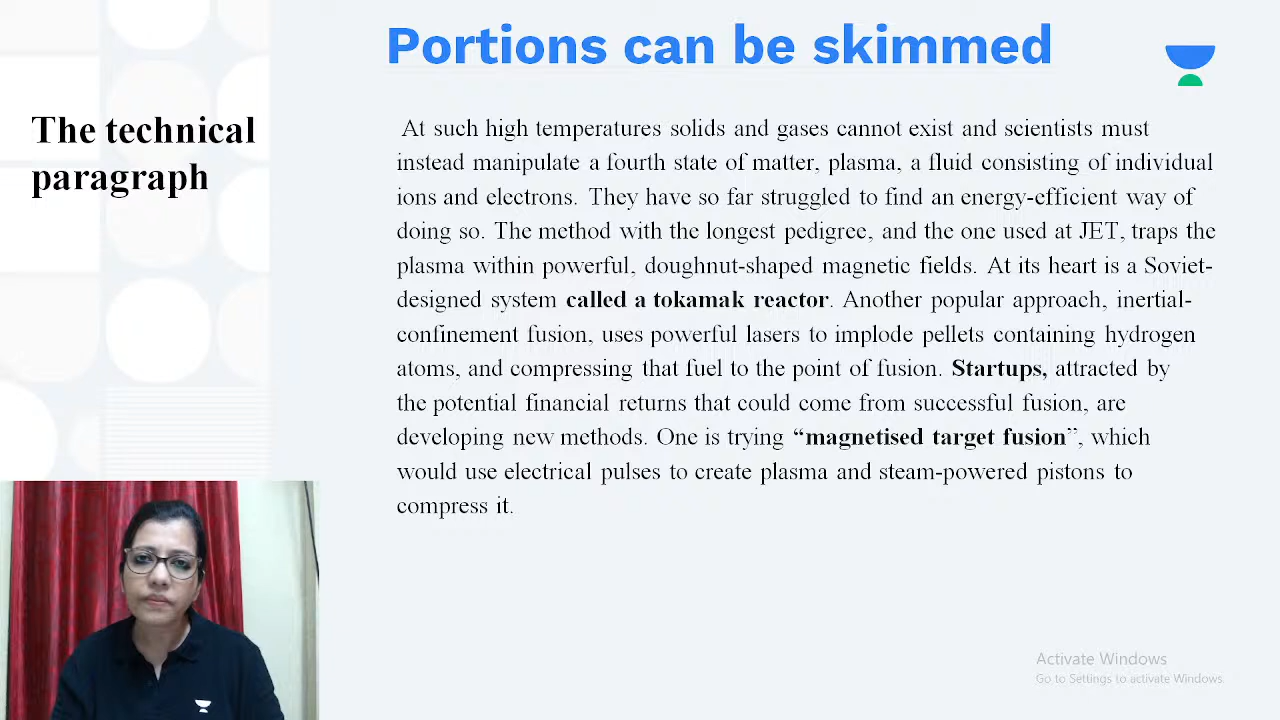 Portions can be skimmed
The technical
paragraph
At such high temperatures solids and gases cannot exist and scientists must
instead manipulate a fourth state of matter, plasma, a fluid consisting of individual
ions and electrons. They have so far struggled to find an energy-efficient way of
doing so. The method with the longest pedigree, and the one used at JET, traps the
plasma within powerful, doughnut-shaped magnetic fields. At its heart is a Soviet-
designed system called a tokamak reactor. Another popular approach, inertial-
confinement fusion, uses powerful lasers to implode pellets containing hydrogen
atoms, and compressing that fuel to the point of fusion. Startups, attracted by
the potential financial returns that could come from successful fusion, are
developing new methods. One is trying “magnetised target fusion”, which
would use electrical pulses to create plasma and steam-powered pistons to
compress it.
Activate Windows
Go to Settings to activate Windows.